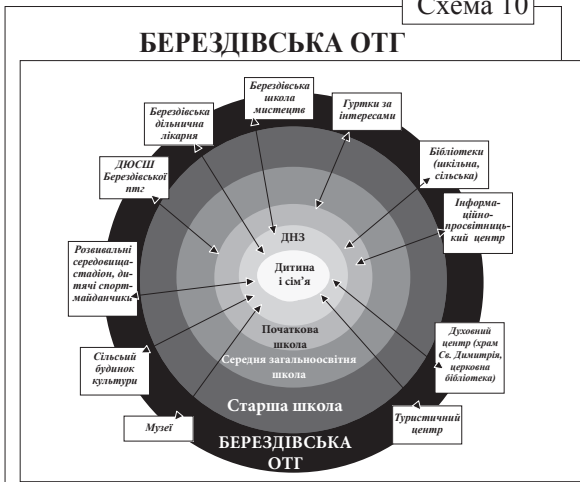 Схема 10
БЕРЕЗДІВСЬКА ОТГ
Берездівська
школа
мистецтв
Гуртки за
інтересами
Берездівська
дільнична
лікарня
Бібліотеки
(шкільна,
сільська)
ДЮСШ
Берездівської
птг
Інформа-
ційно-
просвітниць-
кий центр
ДНЗ
Дитина
і сім’я
Розвивальні
середовища-
стадіон, ди-
тячі спорт-
майданчики
Початкова
школа
Середня загальноосвітня
школа
Сільсьий
будинок
культури
Духовний
центр (храм
Св. Димитрія,
церковна
бібліотека)
Старша школа
Музеї
Туристичний
центр
БЕРЕЗДІВСЬКА
ОТГ